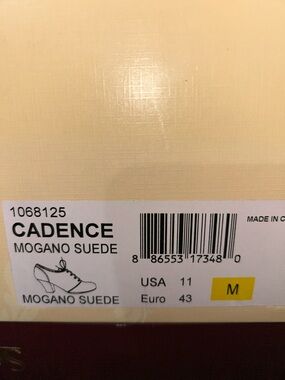 1068125
CADENCE
MOGANO SUEDE
MADE IN C
8 86553 17348 0
MOGANO SUEDE
USA 11
Euro 43
M